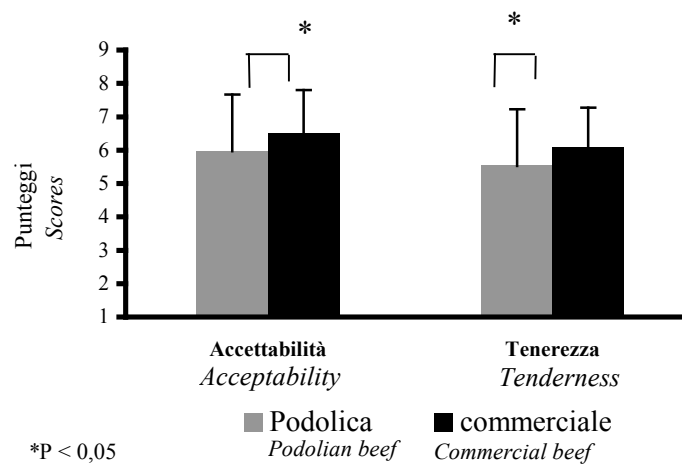 *
*
9
8
7
6
5
4
3
2
1
Punteggi
Scores
Accettabilità
Acceptability
Tenerezza
Tenderness
Podolica
Podolian beef
commerciale
Commercial beef
*P < 0,05